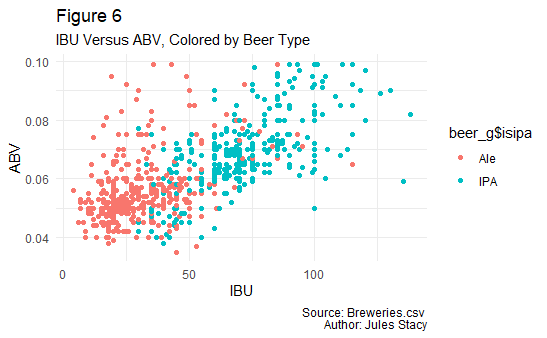 Figure 6
IBU Versus ABV, Colored by Beer Type
0.10
0.08
0.06
0.04
ABV
0
50
100
IBU
beer_g$isipa
Ale
IPA
Source: Breweries.csv
Author: Jules Stacy